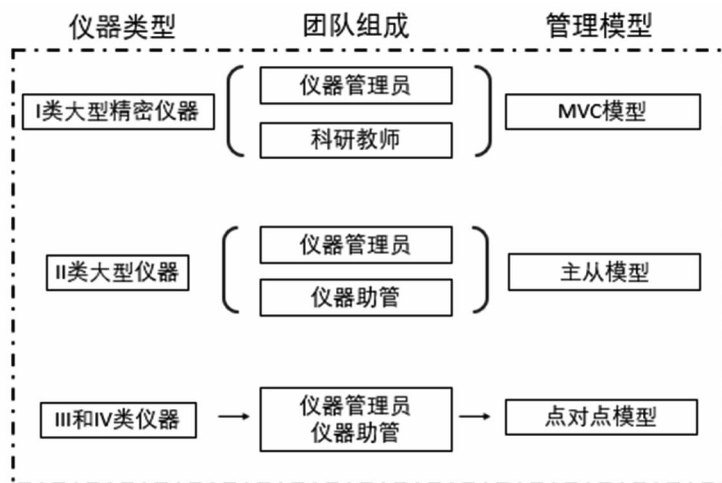 仪器类型 团队组成 管理模型
仪器管理员
I类大型精密仪器 MVC模型
科研教师
仪器管理员
II类大型仪器 主从模型
仪器助管
III和IV类仪器 仪器管理员 点对点模型
仪器助管